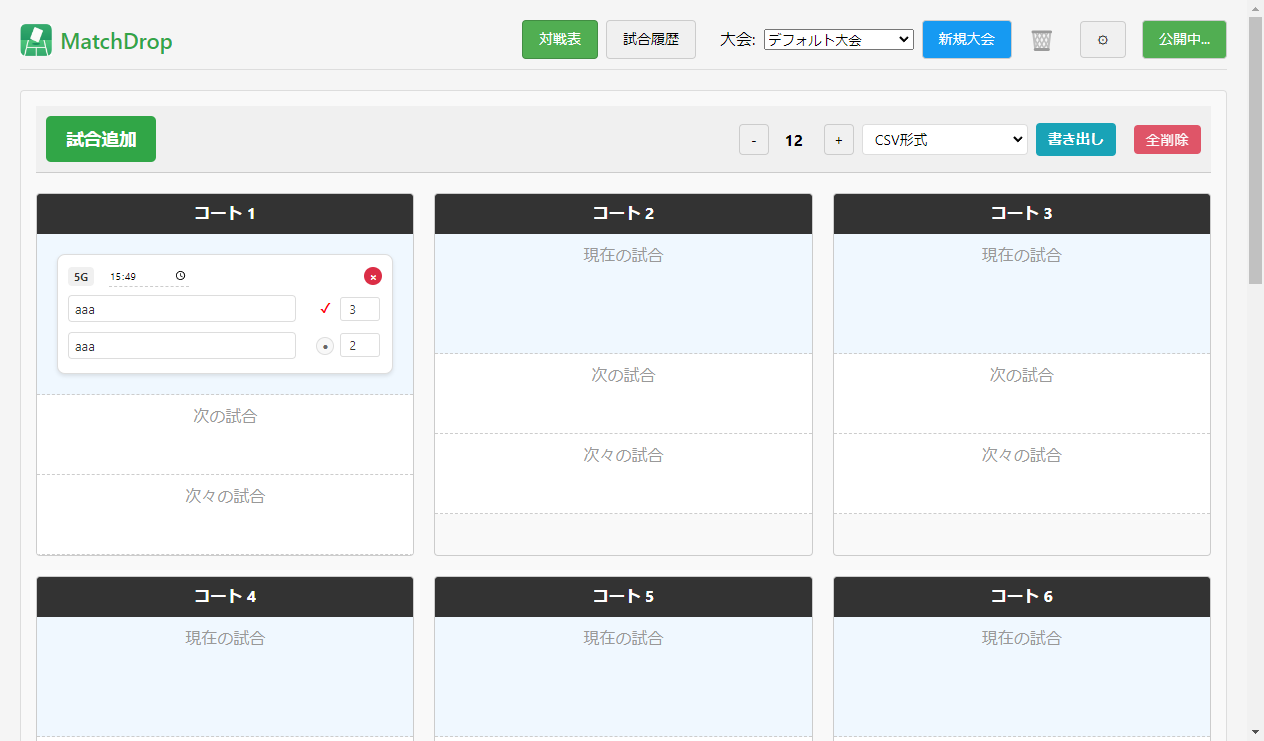 MatchDrop 対戦表 試合履歴 大会: デフォルト大会 新規大会 公開中...
試合追加 - 12 + CSV形式 書き出し 全削除
コート 1 コート 2 コート 3
5G 15:49
aaa 3
aaa 2
次の試合
次々の試合
現在の試合
次の試合
次々の試合
現在の試合
次の試合
次々の試合
コート 4 コート 5 コート 6
現在の試合 現在の試合 現在の試合